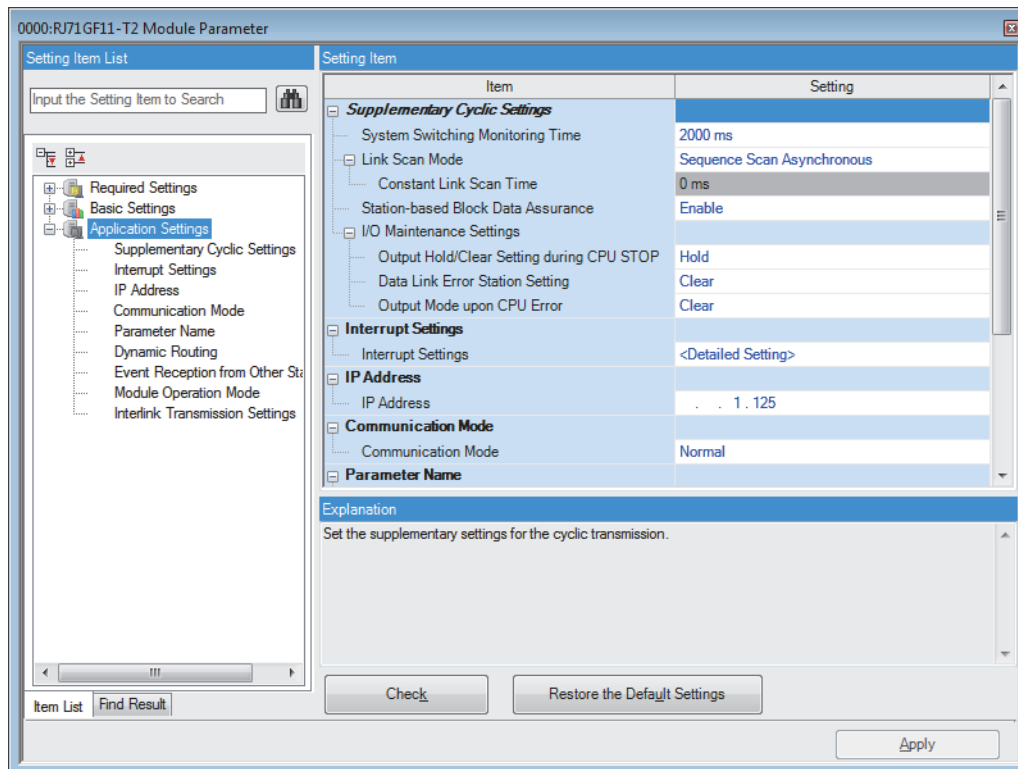 0000:RJ71GF11-T2 Module Parameter
Setting Item List
Input the Setting Item to Search
Required Settings
Basic Settings
Application Settings
Supplementary Cyclic Settings
Interrupt Settings
IP Address
Communication Mode
Parameter Name
Dynamic Routing
Event Reception from Other Sta
Module Operation Mode
Interlink Transmission Settings
Item List Find Result
Setting Item
Item Setting
Supplementary Cyclic Settings
System Switching Monitoring Time 2000 ms
Link Scan Mode Sequence Scan Asynchronous
Constant Link Scan Time 0 ms
Station-based Block Data Assurance Enable
I/O Maintenance Settings
Output Hold/Clear Setting during CPU STOP Hold
Data Link Error Station Setting Clear
Output Mode upon CPU Error Clear
Interrupt Settings
Interrupt Settings <Detailed Setting>
IP Address
IP Address . . 1 . 125
Communication Mode
Communication Mode Normal
Parameter Name
Explanation
Set the supplementary settings for the cyclic transmission.
Check Restore the Default Settings
Apply